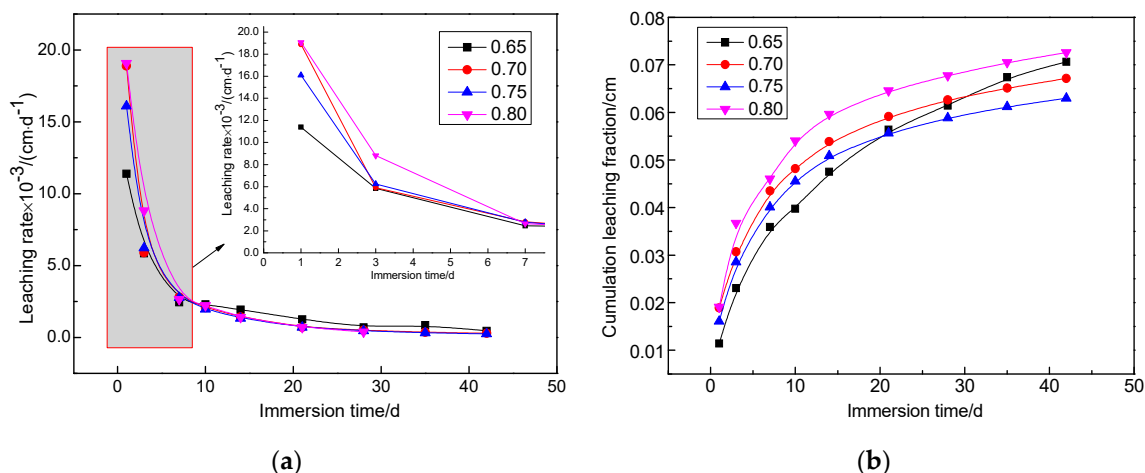 20.0
15.0
10.0
5.0
0.0
Leaching rate×10⁻³/(cm·d⁻¹)
0 10 20 30 40 50
Immersion time/d
20.0
18.0
16.0
14.0
12.0
10.0
8.0
6.0
4.0
2.0
0.0
Leaching rate×10⁻³/(cm·d⁻¹)
0 1 2 3 4 5 6 7
Immersion time/d
0.65
0.70
0.75
0.80
(a)
0.08
0.07
0.06
0.05
0.04
0.03
0.02
0.01
Cumulation leaching fraction/cm
0 10 20 30 40 50
Immersion time/d
0.65
0.70
0.75
0.80
(b)